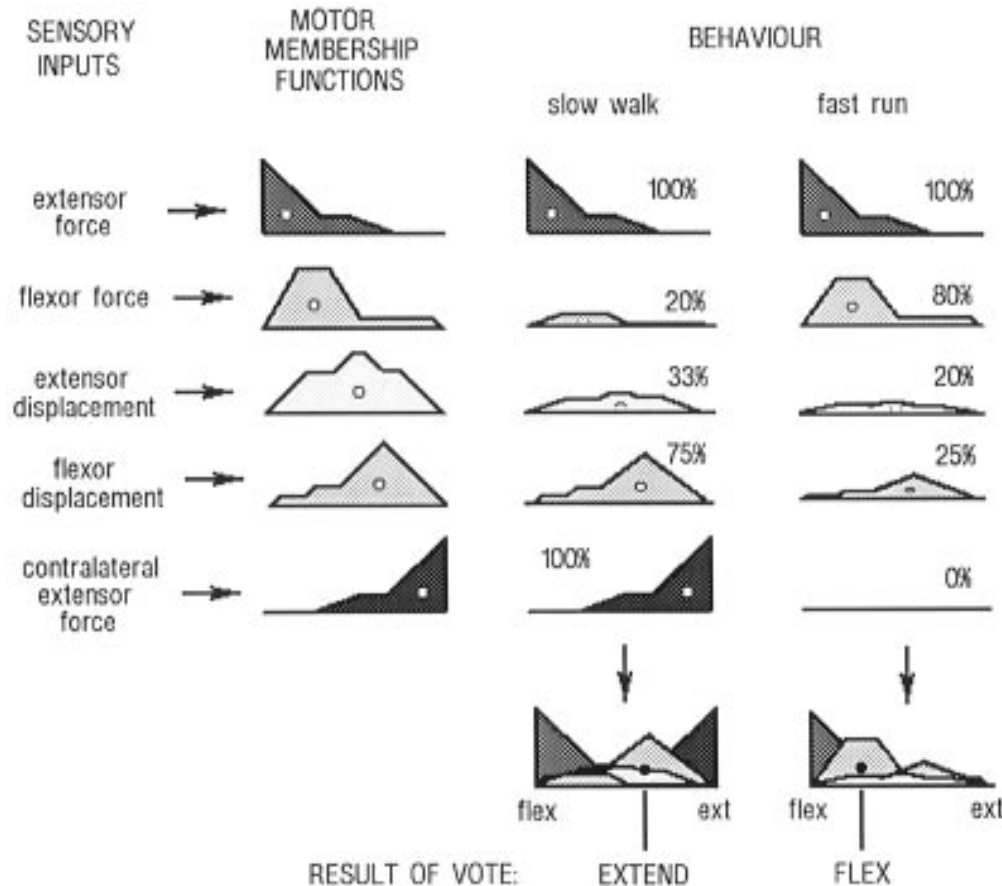 SENSORY
INPUTS
MOTOR
MEMBERSHIP
FUNCTIONS
BEHAVIOUR
slow walk
fast run
extensor
force
100%
100%
flexor force
20%
80%
extensor
displacement
33%
20%
flexor
displacement
75%
25%
contralateral
extensor
force
100%
0%
flex ext
flex ext
RESULT OF VOTE: EXTEND FLEX